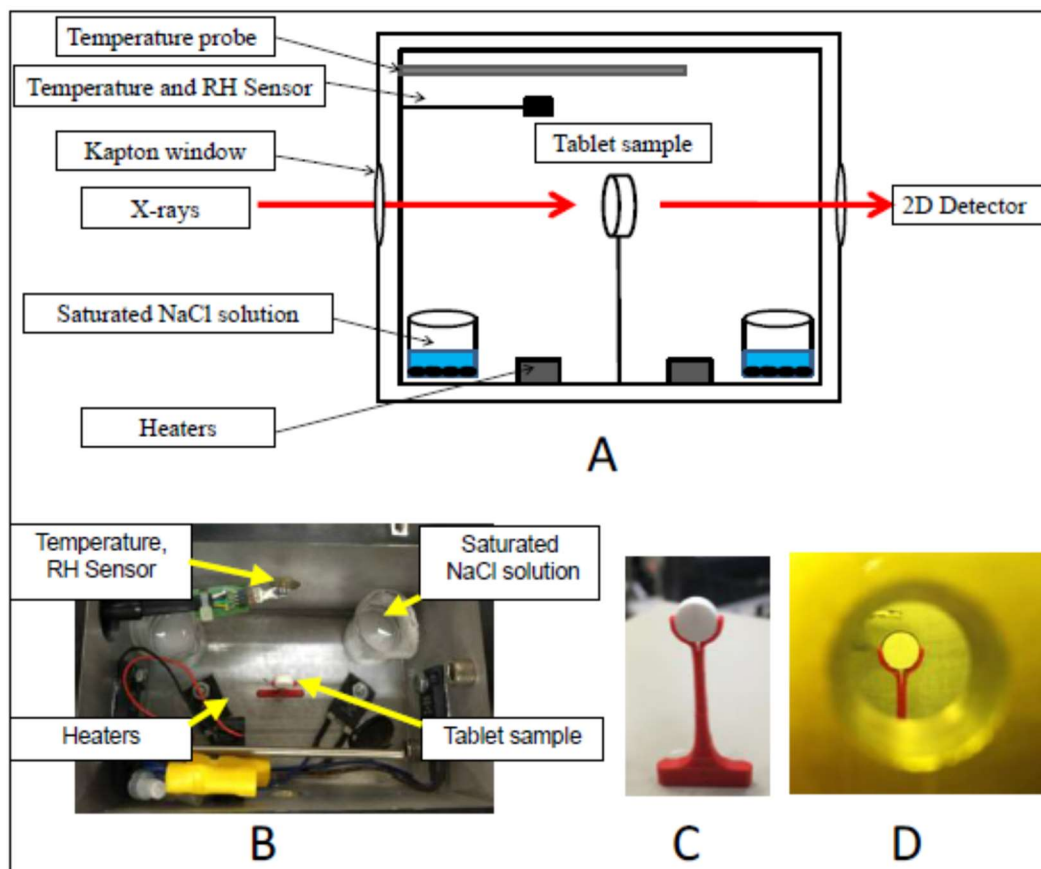 Temperature probe
Temperature and RH Sensor
Kapton window
Tablet sample
X-rays
2D Detector
Saturated NaCl solution
Heaters
A
Temperature,
RH Sensor
Saturated
NaCl solution
Heaters
Tablet sample
B
C
D